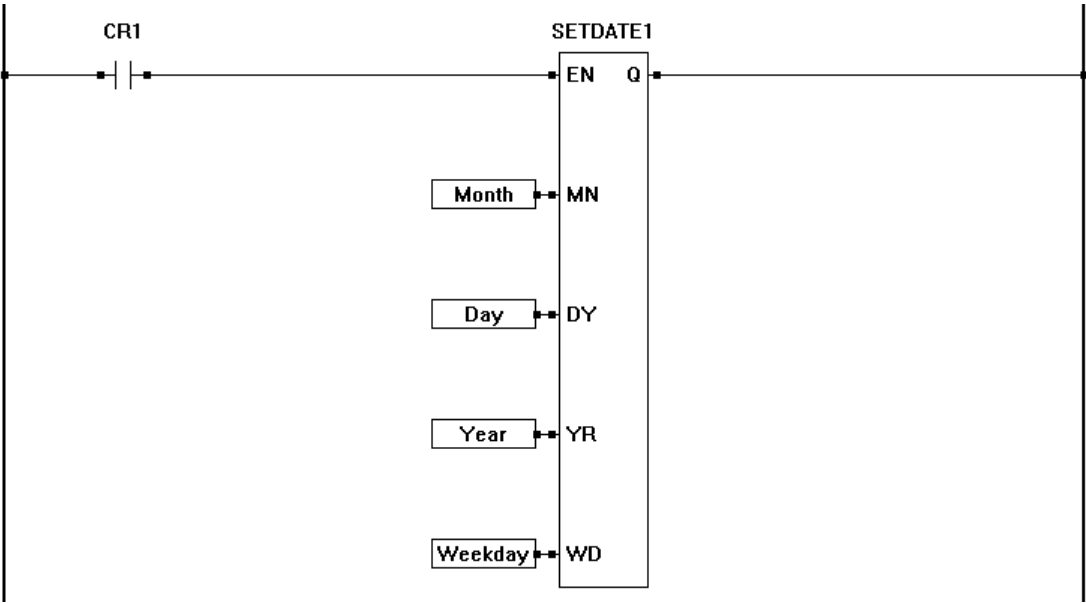 CR1 SETDATE1
EN Q
Month MN
Day DY
Year YR
Weekday WD